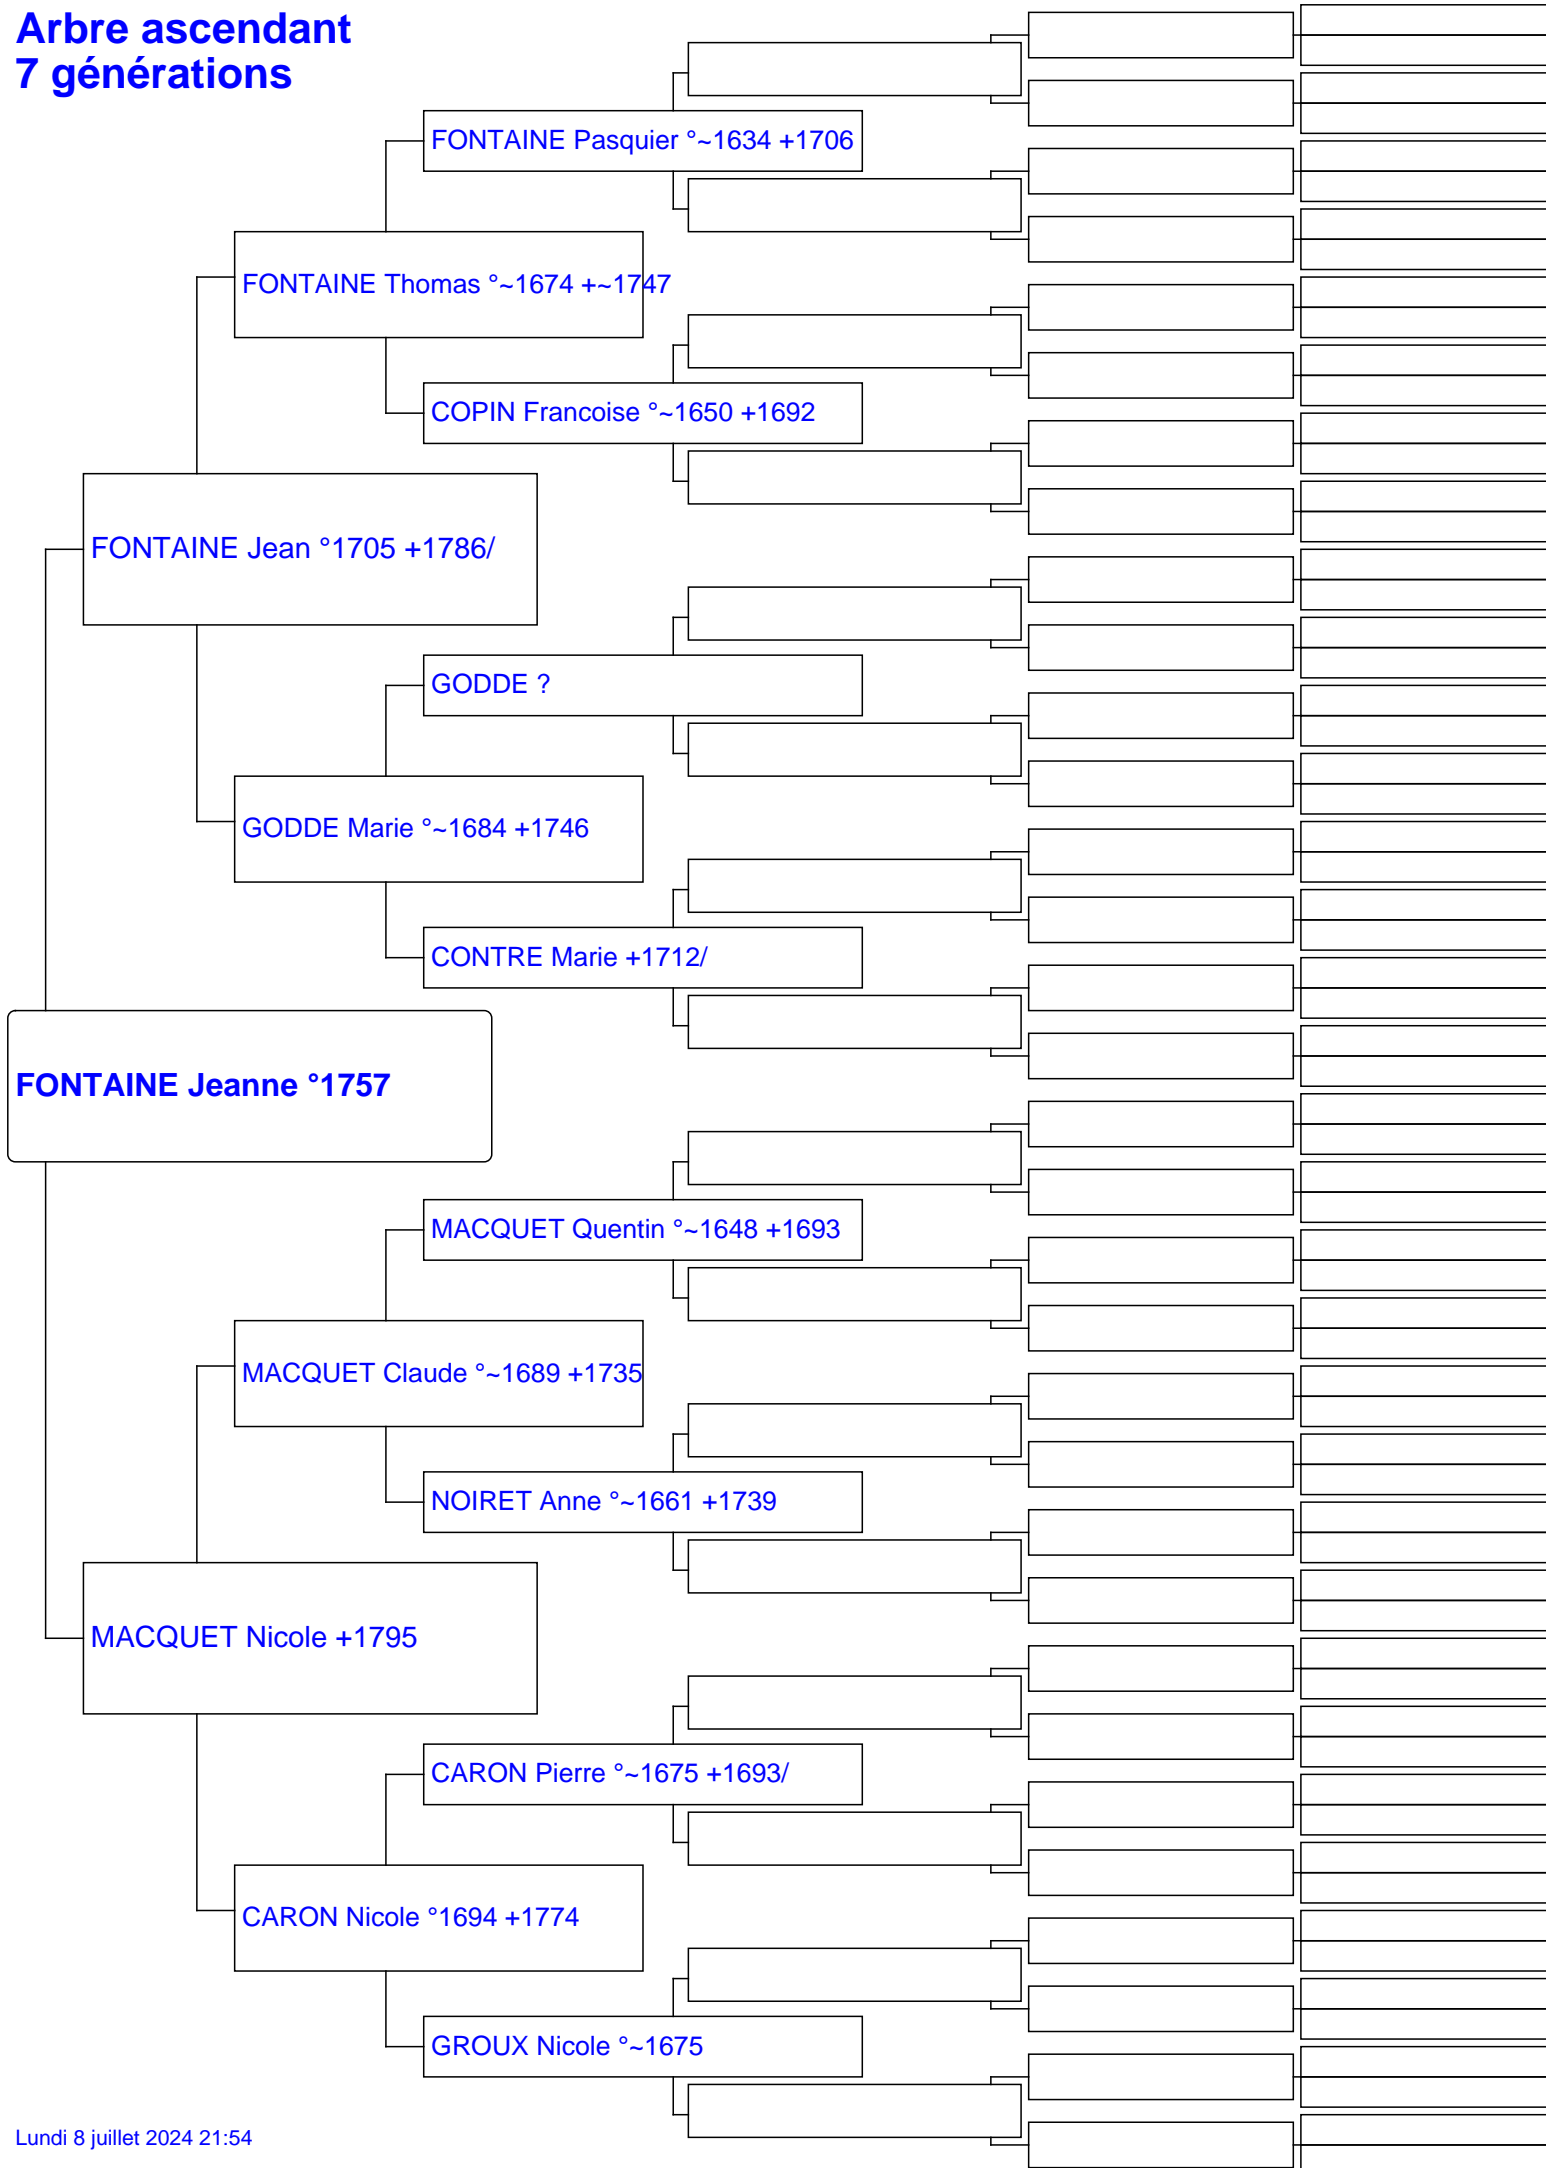 Arbre ascendant
7 générations
FONTAINE Pasquier °~1634 +1706
FONTAINE Thomas °~1674 +~1747
COPIN Francoise °~1650 +1692
FONTAINE Jean °1705 +1786/
GODDE ?
GODDE Marie °~1684 +1746
CONTRE Marie +1712/
FONTAINE Jeanne °1757
MACQUET Quentin °~1648 +1693
MACQUET Claude °~1689 +1735
NOIRET Anne °~1661 +1739
MACQUET Nicole +1795
CARON Pierre °~1675 +1693/
CARON Nicole °1694 +1774
GROUX Nicole °~1675
Lundi 8 juillet 2024 21:54